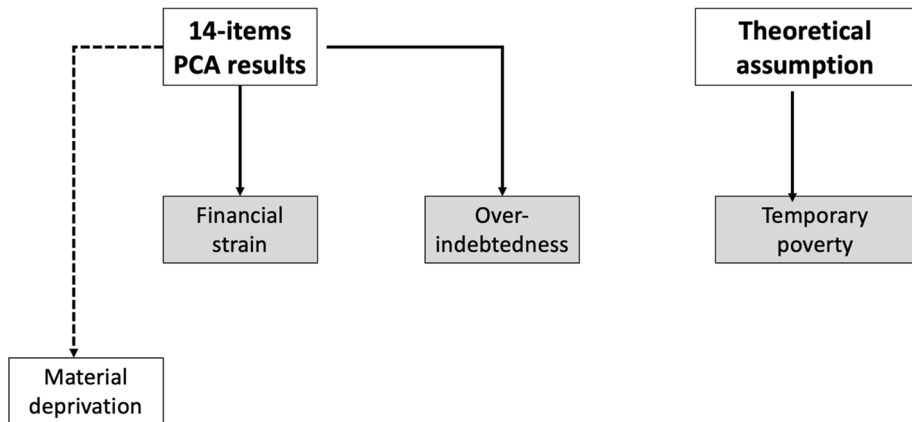 14-items
PCA results
Theoretical
assumption
Financial
strain
Over-
indebtedness
Temporary
poverty
Material
deprivation